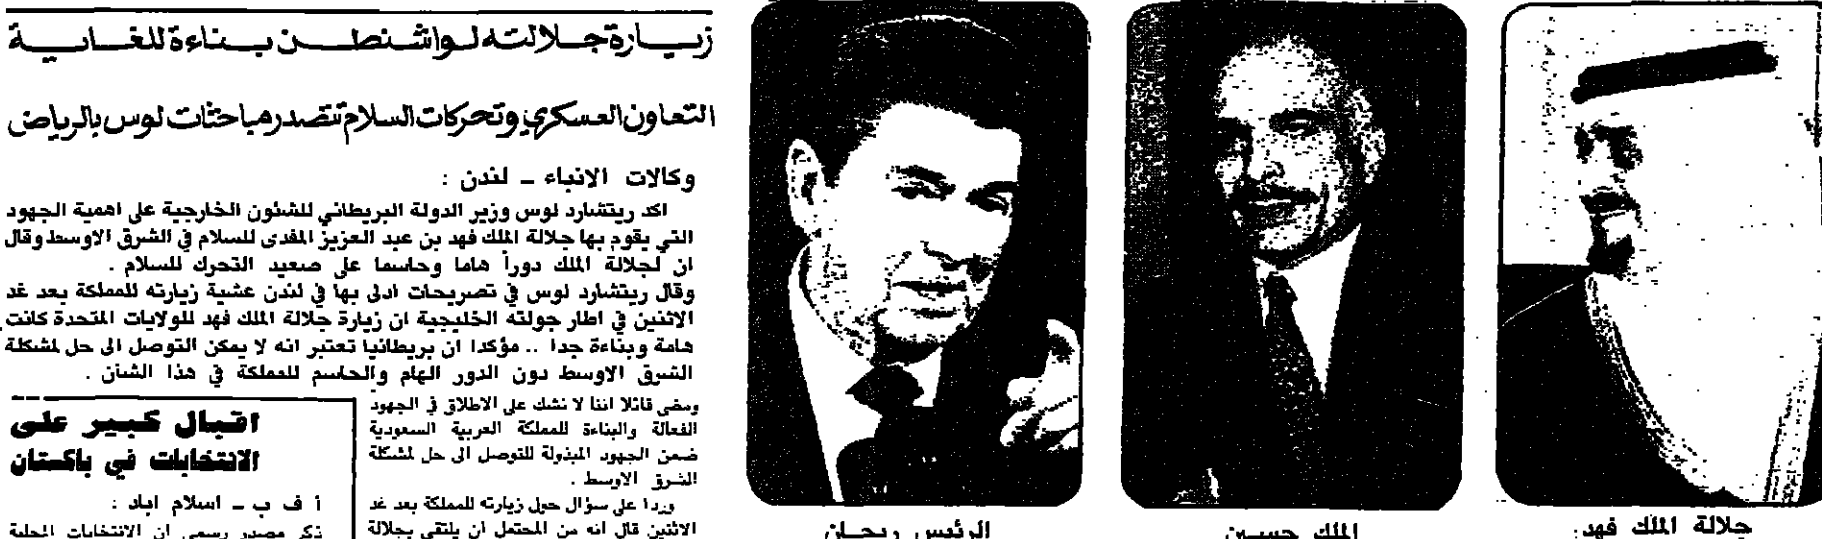 زيارة جلالته لواشنطن بناءة للغاية
التعاون العسكري وتحركات السلام تتصدر مباحثات لوس بالرياض
وكالات الانباء - لندن :
اكد ريتشارد لوس وزير الدولة البريطاني للشئون الخارجية على اهمية الجهود
التي يقوم بها جلالة الملك فهد بن عبد العزيز المفدى للسلام في الشرق الاوسط وقال
ان لجلالة الملك دوراً هاما وحاسما على صعيد التحرك للسلام .
وقال ريتشارد لوس في تصريحات ادلى بها في لندن عشية زيارته للمملكة بعد غد
الاثنين في اطار جولته الخليجية ان زيارة جلالة الملك فهد للولايات المتحدة كانت
هامة وبناءة جدا .. مؤكدا ان بريطانيا تعتبر انه لا يمكن التوصل الى حل لمشكلة
الشرق الاوسط دون الدور الهام والحاسم للمملكة في هذا الشأن .
ومضى قائلا اننا لا نشك على الاطلاق في الجهود
الفعالة والبناءة للمملكة العربية السعودية
ضمن الجهود المبذولة للتوصل الى حل لمشكلة
الشرق الاوسط .
وردا على سؤال حول زيارته للمملكة بعد غد
الاثنين قال انه من المحتمل ان يلتقي بجلالة
اقبال كبير على
الانتخابات في باكستان
أ ف ب - اسلام اباد :
ذكر مصدر رسمي ان الانتخابات المحلية
جلالة الملك فهد .
الملك حسين
الرئيس ريجان